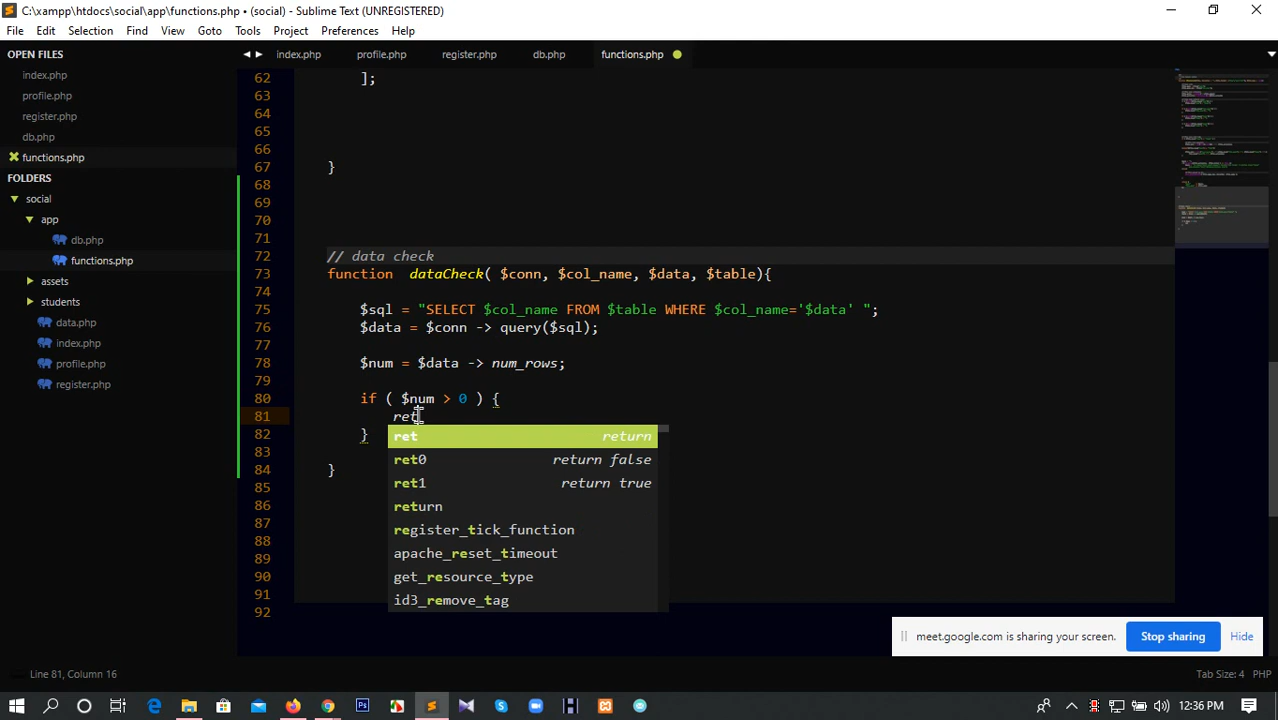 C:\xampp\htdocs\social\app\functions.php • (social) - Sublime Text (UNREGISTERED)
File Edit Selection Find View Goto Tools Project Preferences Help
OPEN FILES
index.php
profile.php
register.php
db.php
functions.php
FOLDERS
social
app
db.php
functions.php
assets
students
data.php
index.php
profile.php
register.php
index.php profile.php register.php db.php functions.php
62 ];
63
64
65
66
67 }
68
69
70
71
72 // data check
73 function dataCheck( $conn, $col_name, $data, $table){
74
75 $sql = "SELECT $col_name FROM $table WHERE $col_name='$data' ";
76 $data = $conn -> query($sql);
77
78 $num = $data -> num_rows;
79
80 if ( $num > 0 ) {
81 ret
82 }
83
84 }
85
86
87
88
89
90
91
92
ret return
ret0 return false
ret1 return true
return
register_tick_function
apache_reset_timeout
get_resource_type
id3_remove_tag
meet.google.com is sharing your screen. Stop sharing Hide
Line 81, Column 16 Tab Size: 4 PHP
12:36 PM